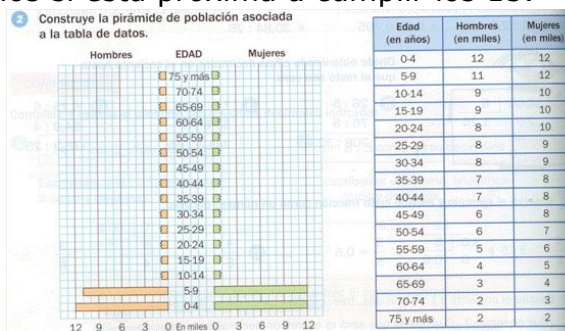 2 Construye la pirámide de población asociada
a la tabla de datos.
Hombres EDAD Mujeres
75 y más
70-74
65-69
60-64
55-59
50-54
45-49
40-44
35-39
30-34
25-29
20-24
15-19
10-14
5-9
0-4
12 9 6 3 0 En miles 0 3 6 9 12
Edad Hombres Mujeres
(en años) (en miles) (en miles)
0-4 12 12
5-9 11 12
10-14 9 10
15-19 9 10
20-24 8 10
25-29 8 9
30-34 8 9
35-39 7 8
40-44 7 8
45-49 6 8
50-54 6 7
55-59 5 6
60-64 4 5
65-69 3 4
70-74 2 3
75 y más 2 2